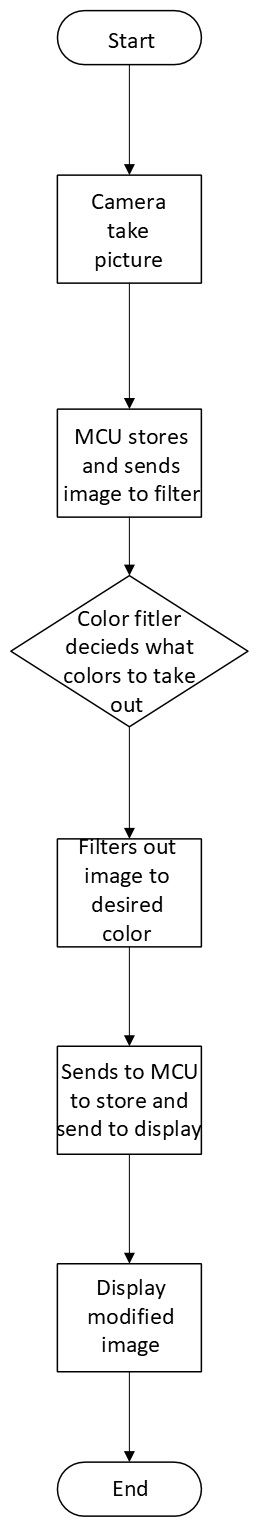 Start
Camera
take
picture
MCU stores
and sends
image to filter
Color fitler
decieds what
colors to take
out
Filters out
image to
desired
color
Sends to MCU
to store and
send to display
Display
modified
image
End